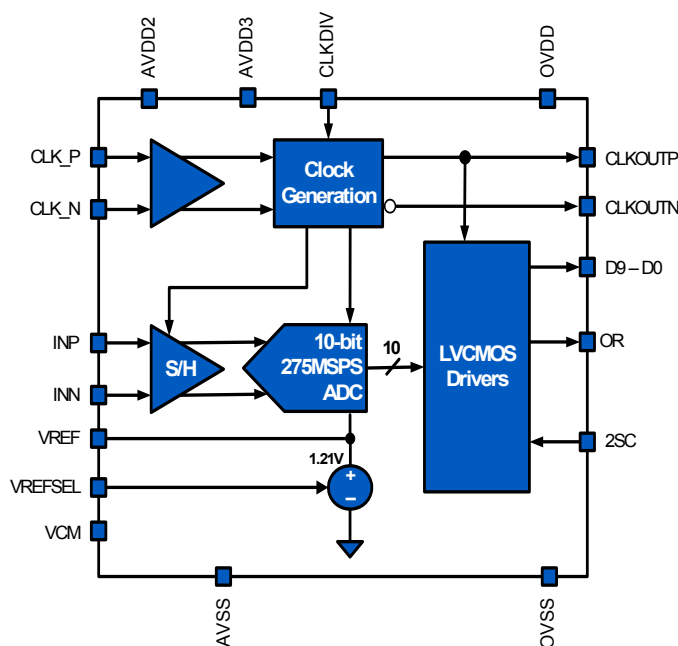 AVDD2
AVDD3
CLKDIV
OVDD
CLK_P
CLK_N
Clock
Generation
CLKOUTP
CLKOUTN
D9 – D0
INP
INN
S/H
10-bit
275MSPS
ADC
10
LVCMOS
Drivers
OR
VREF
1.21V
2SC
VREFSEL
+
–
VCM
AVSS
OVSS